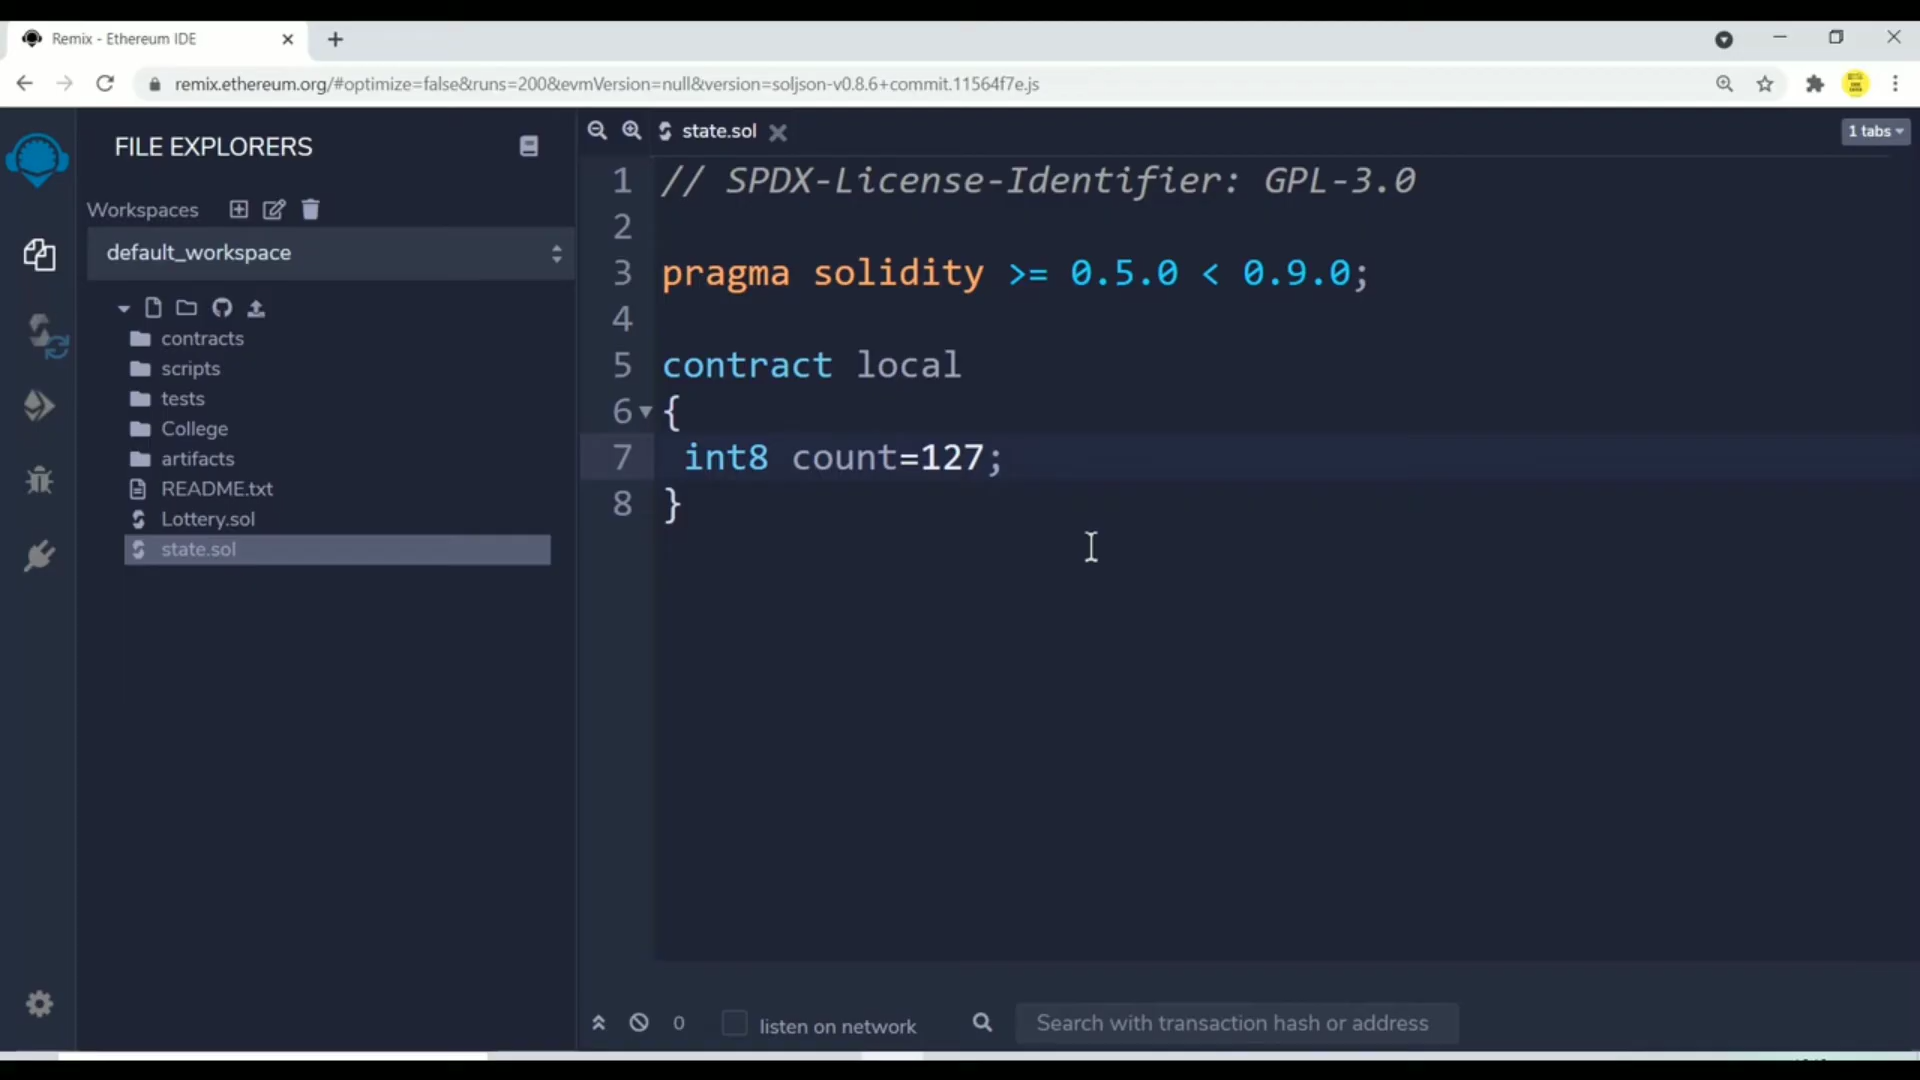 Remix - Ethereum IDE
remix.ethereum.org/#optimize=false&runs=200&evmVersion=null&version=soljson-v0.8.6+commit.11564f7e.js
FILE EXPLORERS
Workspaces
default_workspace
contracts
scripts
tests
College
artifacts
README.txt
Lottery.sol
state.sol
state.sol
1 tabs
1 // SPDX-License-Identifier: GPL-3.0
2
3 pragma solidity >= 0.5.0 < 0.9.0;
4
5 contract local
6 {
7 int8 count=127;
8 }
0
listen on network
Search with transaction hash or address